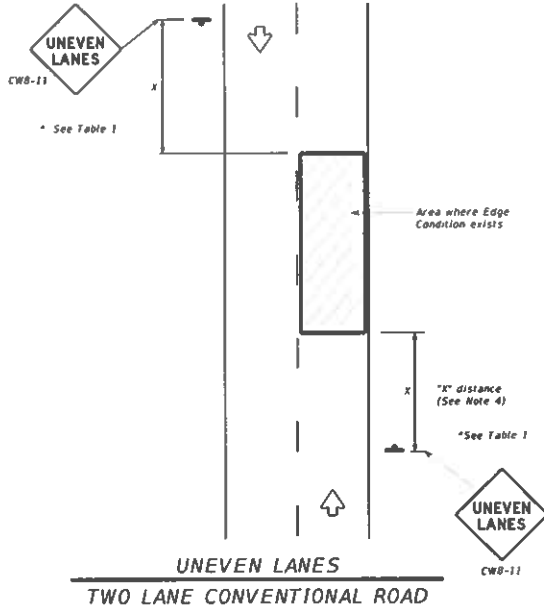 UNEVEN
LANES
CW8-11
X
* See Table 1
Area where Edge
Condition exists
X
"X" distance
(See Note 4)
*See Table 1
UNEVEN
LANES
CW8-11
UNEVEN LANES
TWO LANE CONVENTIONAL ROAD